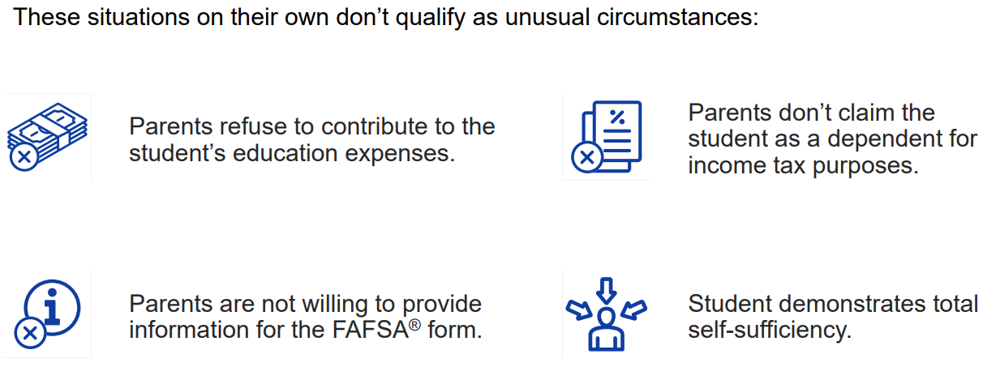 These situations on their own don’t qualify as unusual circumstances:
Parents refuse to contribute to the
student’s education expenses.
Parents don’t claim the
student as a dependent for
income tax purposes.
Parents are not willing to provide
information for the FAFSA® form.
Student demonstrates total
self-sufficiency.